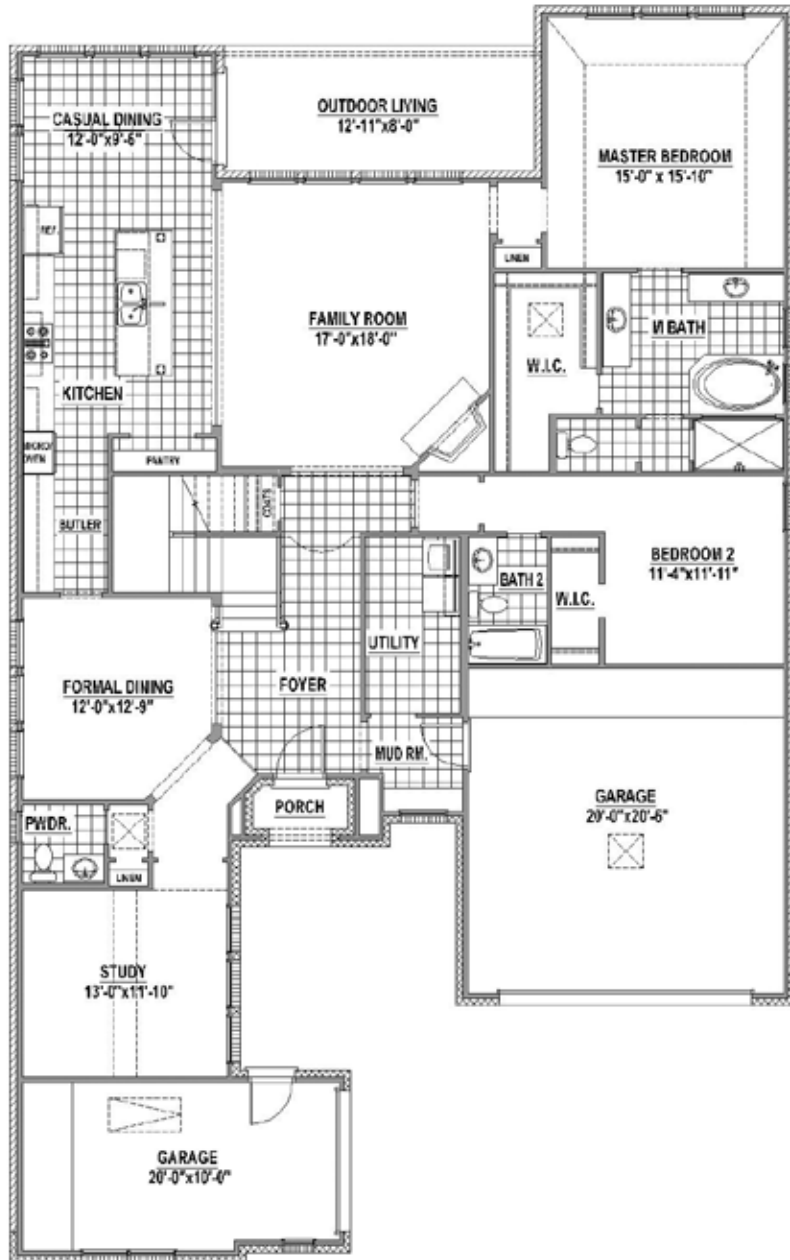 OUTDOOR LIVING
12'-11"x8'-0"
CASUAL DINING
12'-0"x9'-6"
MASTER BEDROOM
15'-0" x 15'-10"
REF.
LINEN
FAMILY ROOM
17'-0"x18'-0"
M BATH
W.I.C.
KITCHEN
MICRO/
OVEN
PANTRY
COATS
BUTLER
BEDROOM 2
11'-4"x11'-11"
BATH 2
W.I.C.
UTILITY
FORMAL DINING
12'-0"x12'-9"
FOYER
MUD RM.
PORCH
GARAGE
20'-0"x20'-6"
PWDR.
LINEN
STUDY
13'-0"x11'-10"
GARAGE
20'-0"x10'-0"